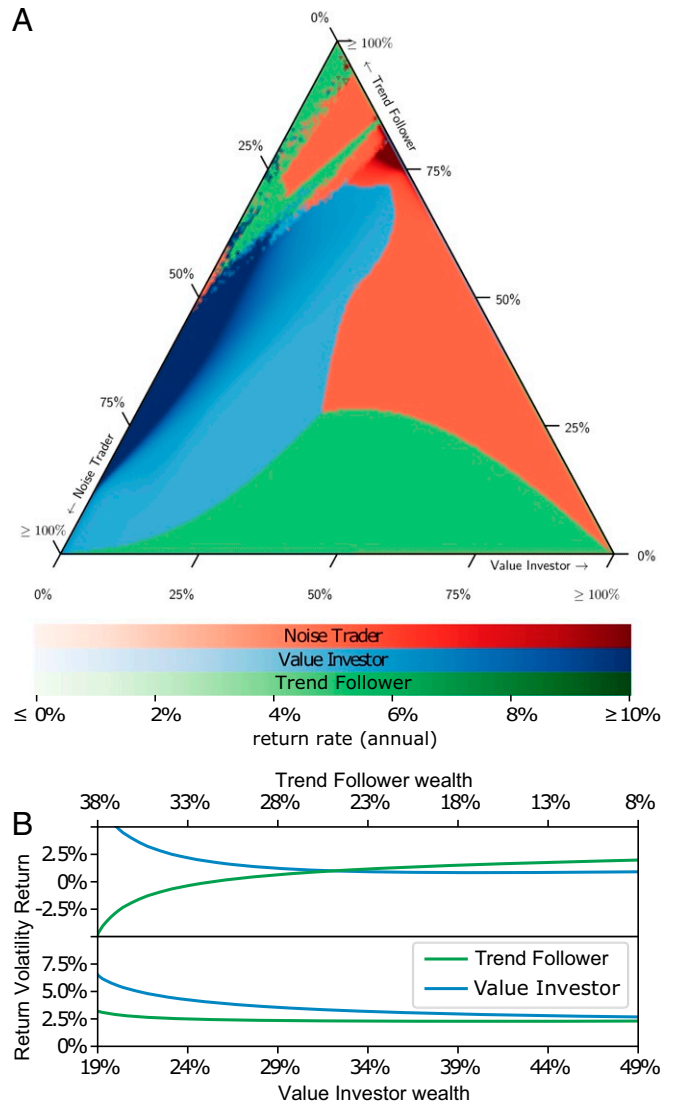 A
0%
≥ 100%
← Trend Follower
25%
75%
50%
50%
75%
25%
← Noise Trader
≥ 100%
0%
Value Investor →
0%
25%
50%
75%
≥ 100%
Noise Trader
Value Investor
Trend Follower
≤ 0%
2%
4%
6%
8%
≥10%
return rate (annual)
Trend Follower wealth
38%
33%
28%
23%
18%
13%
8%
B
Return
2.5%
0%
-2.5%
Return Volatility
7.5%
5.0%
2.5%
0%
Trend Follower
Value Investor
19%
24%
29%
34%
39%
44%
49%
Value Investor wealth